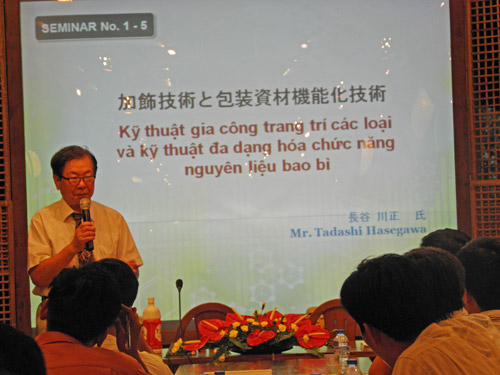 SEMINAR No. 1 - 5
加飾技術と包装資材機能化技術
Kỹ thuật gia công trang trí các loại
và kỹ thuật đa dạng hóa chức năng
nguyên liệu bao bì
長谷 川正 氏
Mr. Tadashi Hasegawa